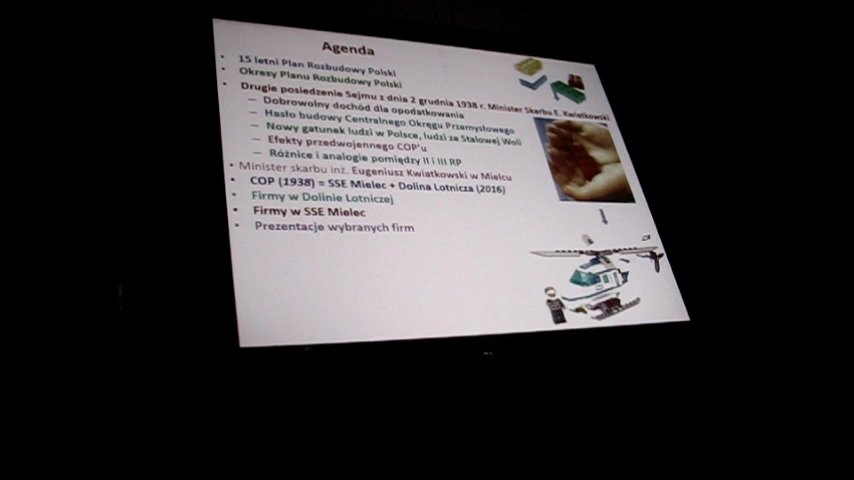 Agenda
• 15 letni Plan Rozbudowy Polski
• Okresy Planu Rozbudowy Polski
• Drugie posiedzenie Sejmu z dnia 2 grudnia 1938 r. Minister Skarbu E. Kwiatkowski
– Dobrowolny dochód dla opodatkowania
– Hasło budowy Centralnego Okręgu Przemysłowego
– Nowy gatunek ludzi w Polsce, ludzi ze Stalowej Woli
– Efekty przedwojennego COP'u
– Różnice i analogie pomiędzy II i III RP
• Minister skarbu inż. Eugeniusz Kwiatkowski w Mielcu
• COP (1938) = SSE Mielec + Dolina Lotnicza (2016)
• Firmy w Dolinie Lotniczej
• Firmy w SSE Mielec
• Prezentacje wybranych firm